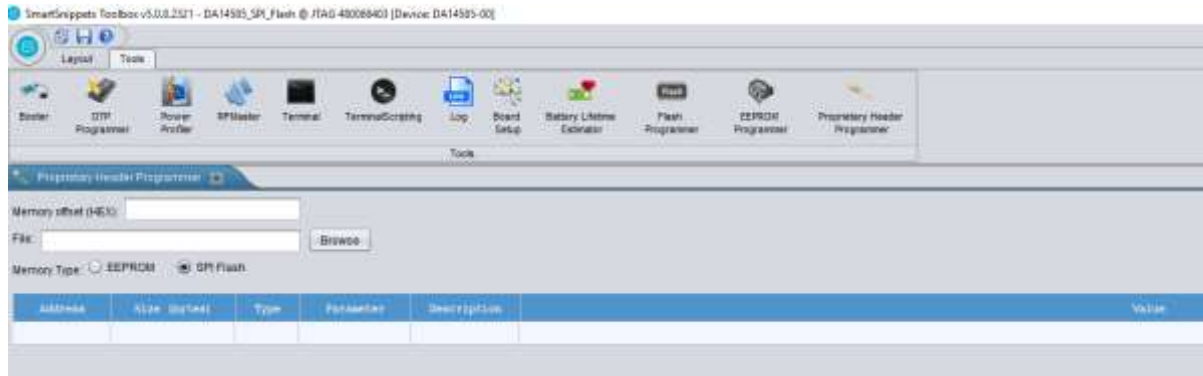 SmartSnippets Toolbox v5.0.8.2321 - DA14585_SPI_Flash @ JTAG 480068403 [Device: DA14585-00]
Layout Tools
Booter
OTP Programmer
Power Profiler
RFMaster
Terminal
TerminalScripting
Log
Board Setup
Battery Lifetime Estimator
Flash Programmer
EEPROM Programmer
Proprietary Header Programmer
Tools
Proprietary Header Programmer
Memory offset (HEX):
File: Browse
Memory Type: EEPROM SPI Flash
Address Size (bytes) Type Parameter Description Value